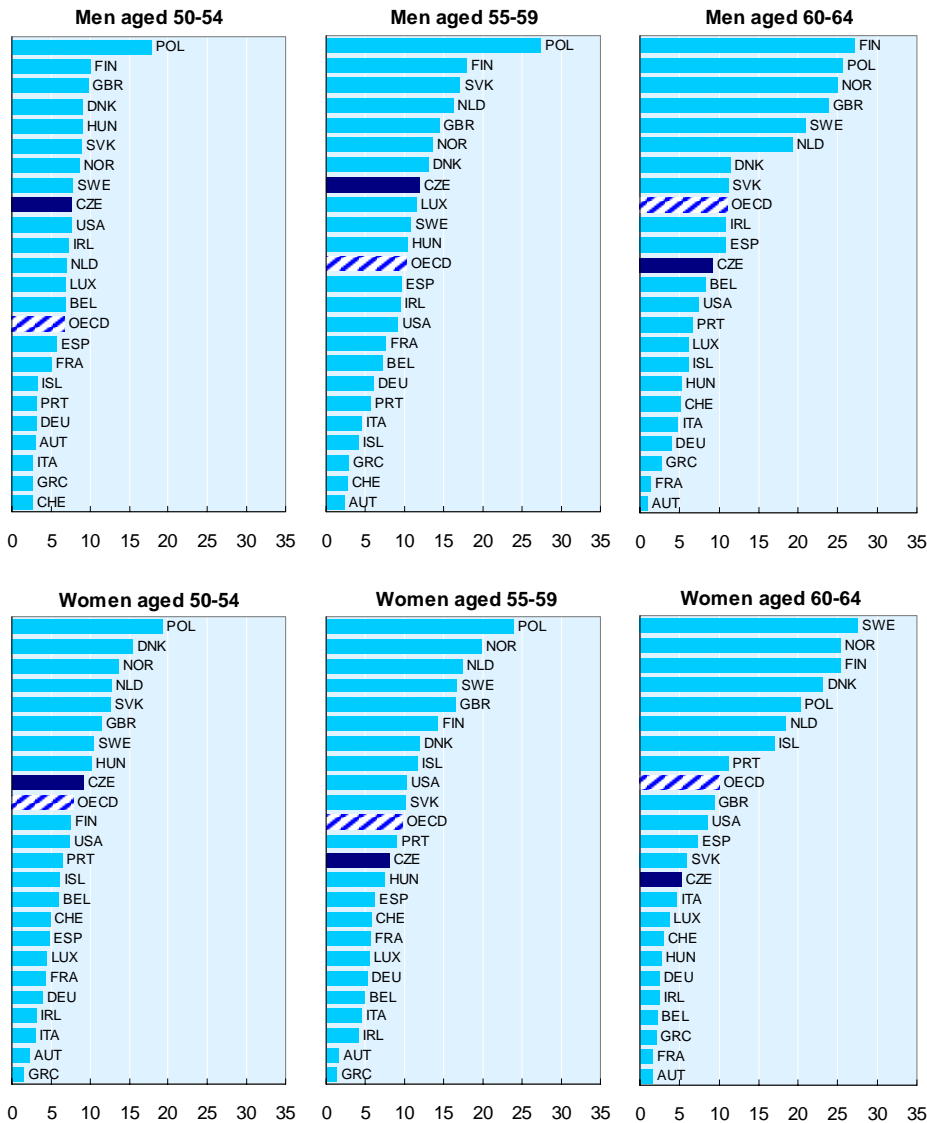 Men aged 50-54
POL
FIN
GBR
DNK
HUN
SVK
NOR
SWE
CZE
USA
IRL
NLD
LUX
BEL
OECD
ESP
FRA
ISL
PRT
DEU
AUT
ITA
GRC
CHE
0 5 10 15 20 25 30 35
Men aged 55-59
POL
FIN
SVK
NLD
GBR
NOR
DNK
CZE
LUX
SWE
HUN
OECD
ESP
IRL
USA
FRA
BEL
DEU
PRT
ITA
ISL
GRC
CHE
AUT
0 5 10 15 20 25 30 35
Men aged 60-64
FIN
POL
NOR
GBR
SWE
NLD
DNK
SVK
OECD
IRL
ESP
CZE
BEL
USA
PRT
LUX
ISL
HUN
CHE
ITA
DEU
GRC
FRA
AUT
0 5 10 15 20 25 30 35
Women aged 50-54
POL
DNK
NOR
NLD
SVK
GBR
SWE
HUN
CZE
OECD
FIN
USA
PRT
ISL
BEL
CHE
ESP
LUX
FRA
DEU
IRL
ITA
AUT
GRC
0 5 10 15 20 25 30 35
Women aged 55-59
POL
NOR
NLD
SWE
GBR
FIN
DNK
ISL
USA
SVK
OECD
PRT
CZE
HUN
ESP
CHE
FRA
LUX
DEU
BEL
ITA
IRL
AUT
GRC
0 5 10 15 20 25 30 35
Women aged 60-64
SWE
NOR
FIN
DNK
POL
NLD
ISL
PRT
OECD
GBR
USA
ESP
SVK
CZE
ITA
LUX
CHE
HUN
DEU
IRL
BEL
GRC
FRA
AUT
0 5 10 15 20 25 30 35